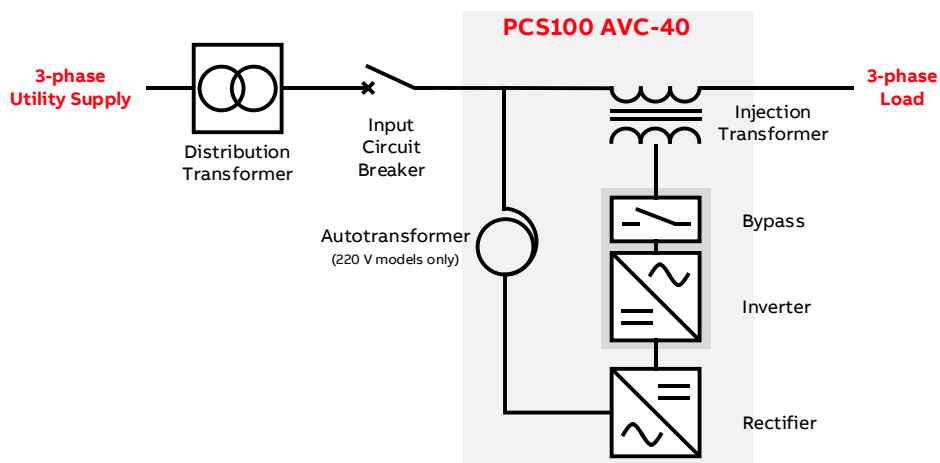 PCS100 AVC-40
3-phase
Utility Supply
3-phase
Load
Distribution
Transformer
Input
Circuit
Breaker
Injection
Transformer
Autotransformer
(220 V models only)
Bypass
Inverter
Rectifier